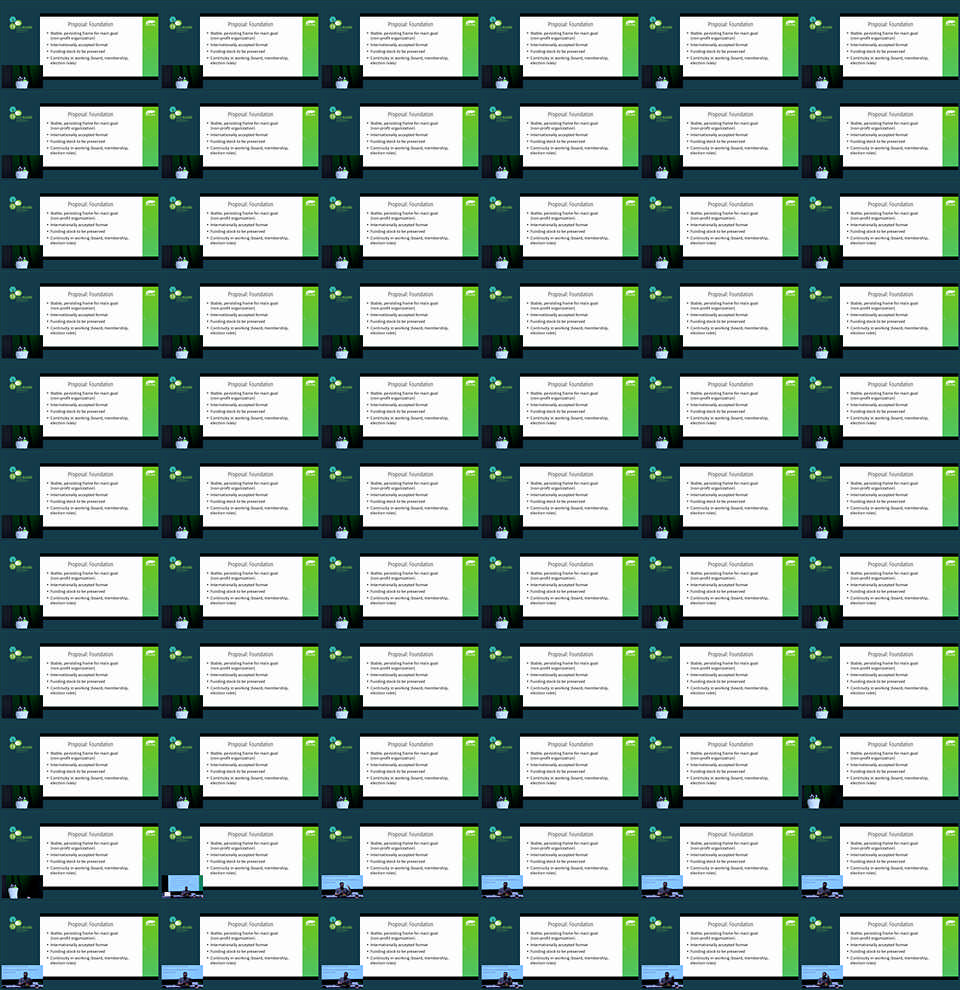 Proposal: Foundation
• Stable, persisting frame for main goal
(non-profit organization)
• Internationally accepted format
• Funding stock to be preserved
• Continuity in working (board, membership,
election rules)